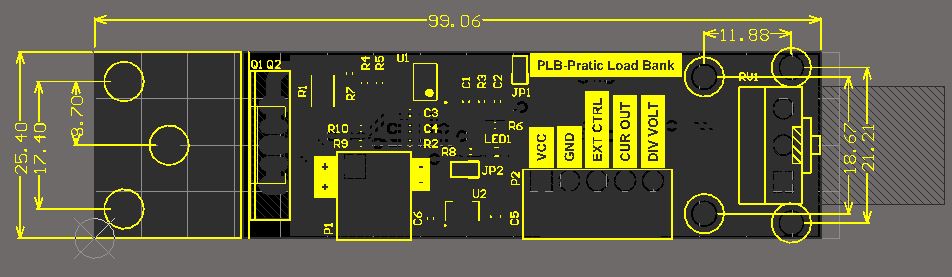 99.06
11.88
PLB-Pratic Load Bank
Q1 Q2
R4
R5
U1
R1
R7
C1
R3
C2
JP1
RV1
C3
C4
R10
R9
R2
R6
LED1
R8
JP2
VCC
GND
EXT CTRL
CUR OUT
DIV VOLT
P2
U2
C5
C6
P1
+
+
-
-
25.40
17.40
8.70
18.67
21.21